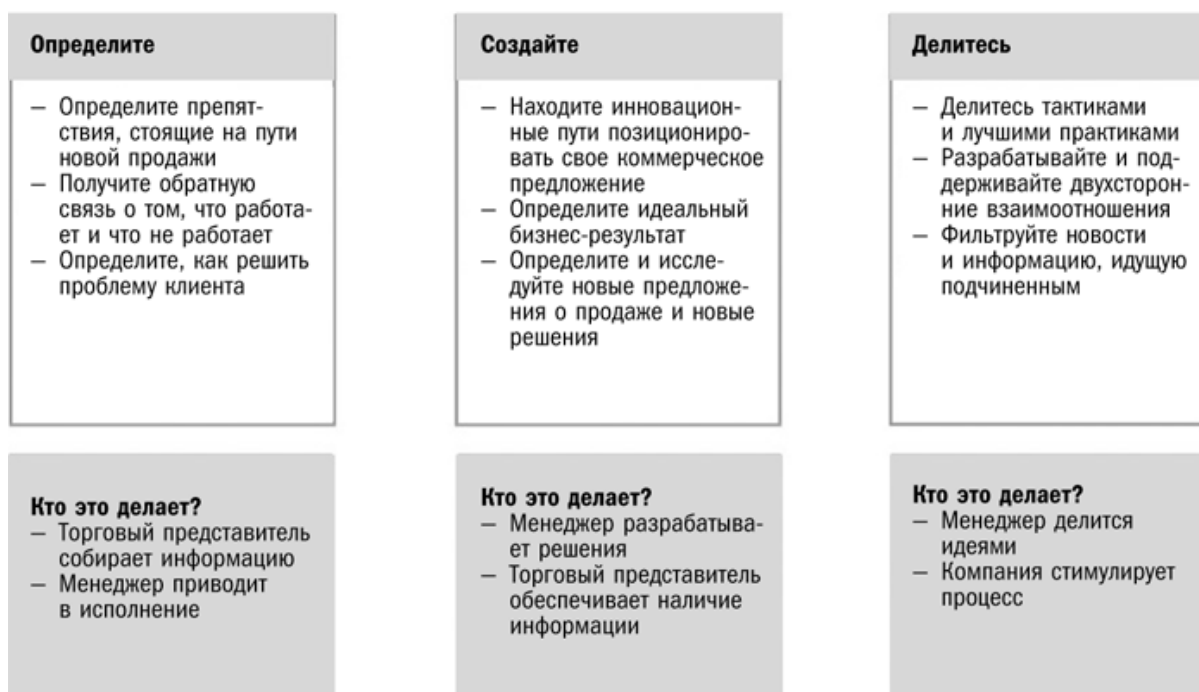 Определите
— Определите препят-
ствия, стоящие на пути
новой продажи
— Получите обратную
связь о том, что работа-
ет и что не работает
— Определите, как решить
проблему клиента
Кто это делает?
— Торговый представитель
собирает информацию
— Менеджер приводит
в исполнение
Создайте
— Находите инновацион-
ные пути позициониро-
вать свое коммерческое
предложение
— Определите идеальный
бизнес-результат
— Определите и иссле-
дуйте новые предложе-
ния о продаже и новые
решения
Кто это делает?
— Менеджер разрабатыва-
ет решения
— Торговый представитель
обеспечивает наличие
информации
Делитесь
— Делитесь тактиками
и лучшими практиками
— Разрабатывайте и под-
держивайте двухсторон-
ние взаимоотношения
— Фильтруйте новости
и информацию, идущую
подчиненным
Кто это делает?
— Менеджер делится
идеями
— Компания стимулирует
процесс